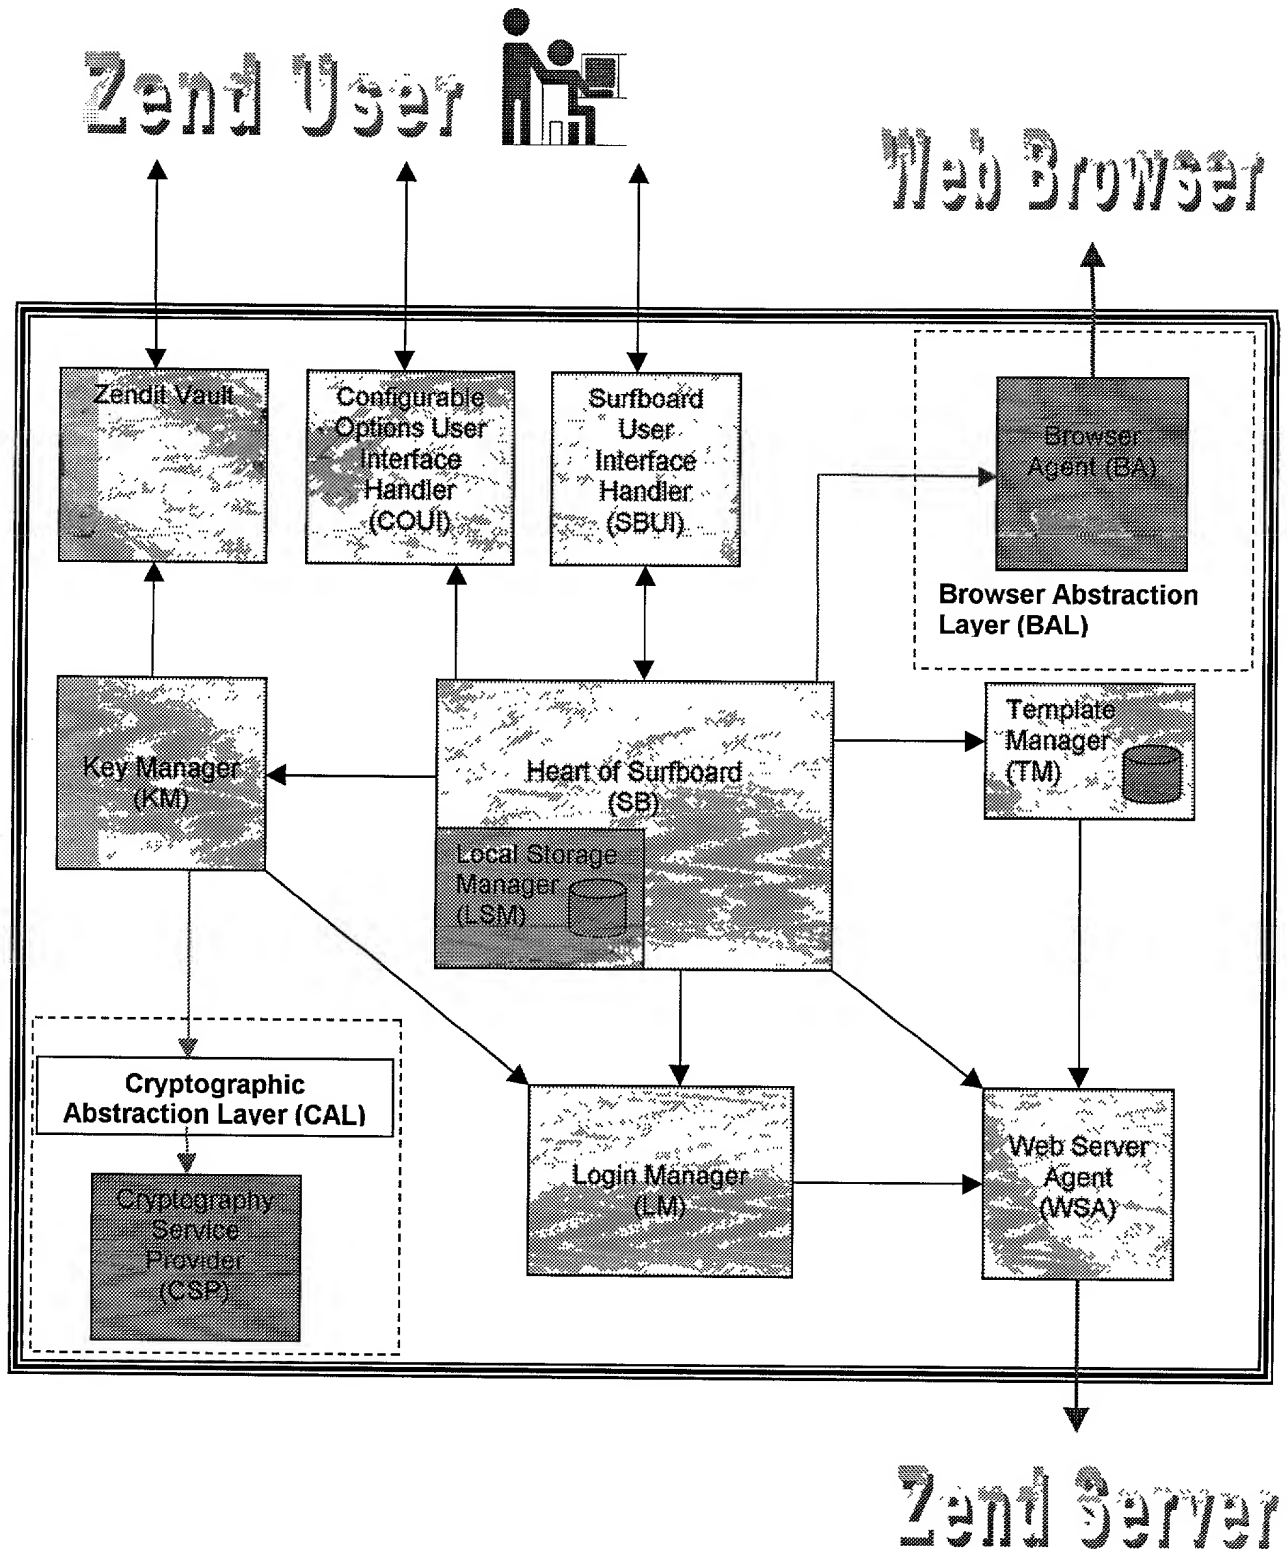 Zend User
Web Browser
Zendit Vault
Configurable
Options User
Interface
Handler
(COUI)
Surfboard
User
Interface
Handler
(SBUI)
Browser
Agent (BA)
Browser Abstraction
Layer (BAL)
Key Manager
(KM)
Heart of Surfboard
(SB)
Local Storage
Manager
(LSM)
Template
Manager
(TM)
Cryptographic
Abstraction Layer (CAL)
Cryptography
Service
Provider
(CSP)
Login Manager
(LM)
Web Server
Agent
(WSA)
Zend Server